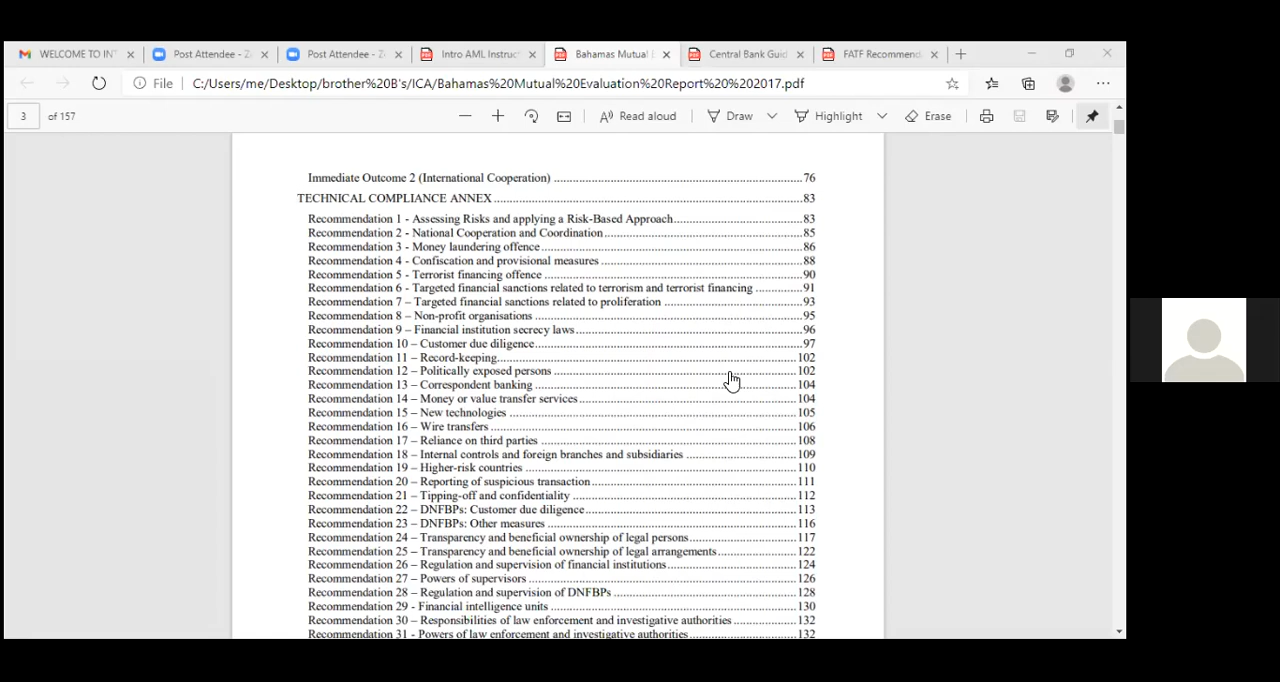 WELCOME TO IN
Post Attendee - Z
Post Attendee - Z
Intro AML Instruc
Bahamas Mutual
Central Bank Guid
FATF Recommend
File C:/Users/me/Desktop/brother%20B's/ICA/Bahamas%20Mutual%20Evaluation%20Report%20%202017.pdf
3 of 157
Read aloud
Draw
Highlight
Erase
Immediate Outcome 2 (International Cooperation) ........ 76
TECHNICAL COMPLIANCE ANNEX ........ 83
Recommendation 1 - Assessing Risks and applying a Risk-Based Approach ........ 83
Recommendation 2 - National Cooperation and Coordination ........ 85
Recommendation 3 - Money laundering offence ........ 86
Recommendation 4 - Confiscation and provisional measures ........ 88
Recommendation 5 - Terrorist financing offence ........ 90
Recommendation 6 - Targeted financial sanctions related to terrorism and terrorist financing ........ 91
Recommendation 7 – Targeted financial sanctions related to proliferation ........ 93
Recommendation 8 – Non-profit organisations ........ 95
Recommendation 9 – Financial institution secrecy laws ........ 96
Recommendation 10 – Customer due diligence ........ 97
Recommendation 11 – Record-keeping ........ 102
Recommendation 12 – Politically exposed persons ........ 102
Recommendation 13 – Correspondent banking ........ 104
Recommendation 14 – Money or value transfer services ........ 104
Recommendation 15 – New technologies ........ 105
Recommendation 16 – Wire transfers ........ 106
Recommendation 17 – Reliance on third parties ........ 108
Recommendation 18 – Internal controls and foreign branches and subsidiaries ........ 109
Recommendation 19 – Higher-risk countries ........ 110
Recommendation 20 – Reporting of suspicious transaction ........ 111
Recommendation 21 – Tipping-off and confidentiality ........ 112
Recommendation 22 – DNFBPs: Customer due diligence ........ 113
Recommendation 23 – DNFBPs: Other measures ........ 116
Recommendation 24 – Transparency and beneficial ownership of legal persons ........ 117
Recommendation 25 – Transparency and beneficial ownership of legal arrangements ........ 122
Recommendation 26 – Regulation and supervision of financial institutions ........ 124
Recommendation 27 – Powers of supervisors ........ 126
Recommendation 28 – Regulation and supervision of DNFBPs ........ 128
Recommendation 29 - Financial intelligence units ........ 130
Recommendation 30 – Responsibilities of law enforcement and investigative authorities ........ 132
Recommendation 31 - Powers of law enforcement and investigative authorities ........ 132